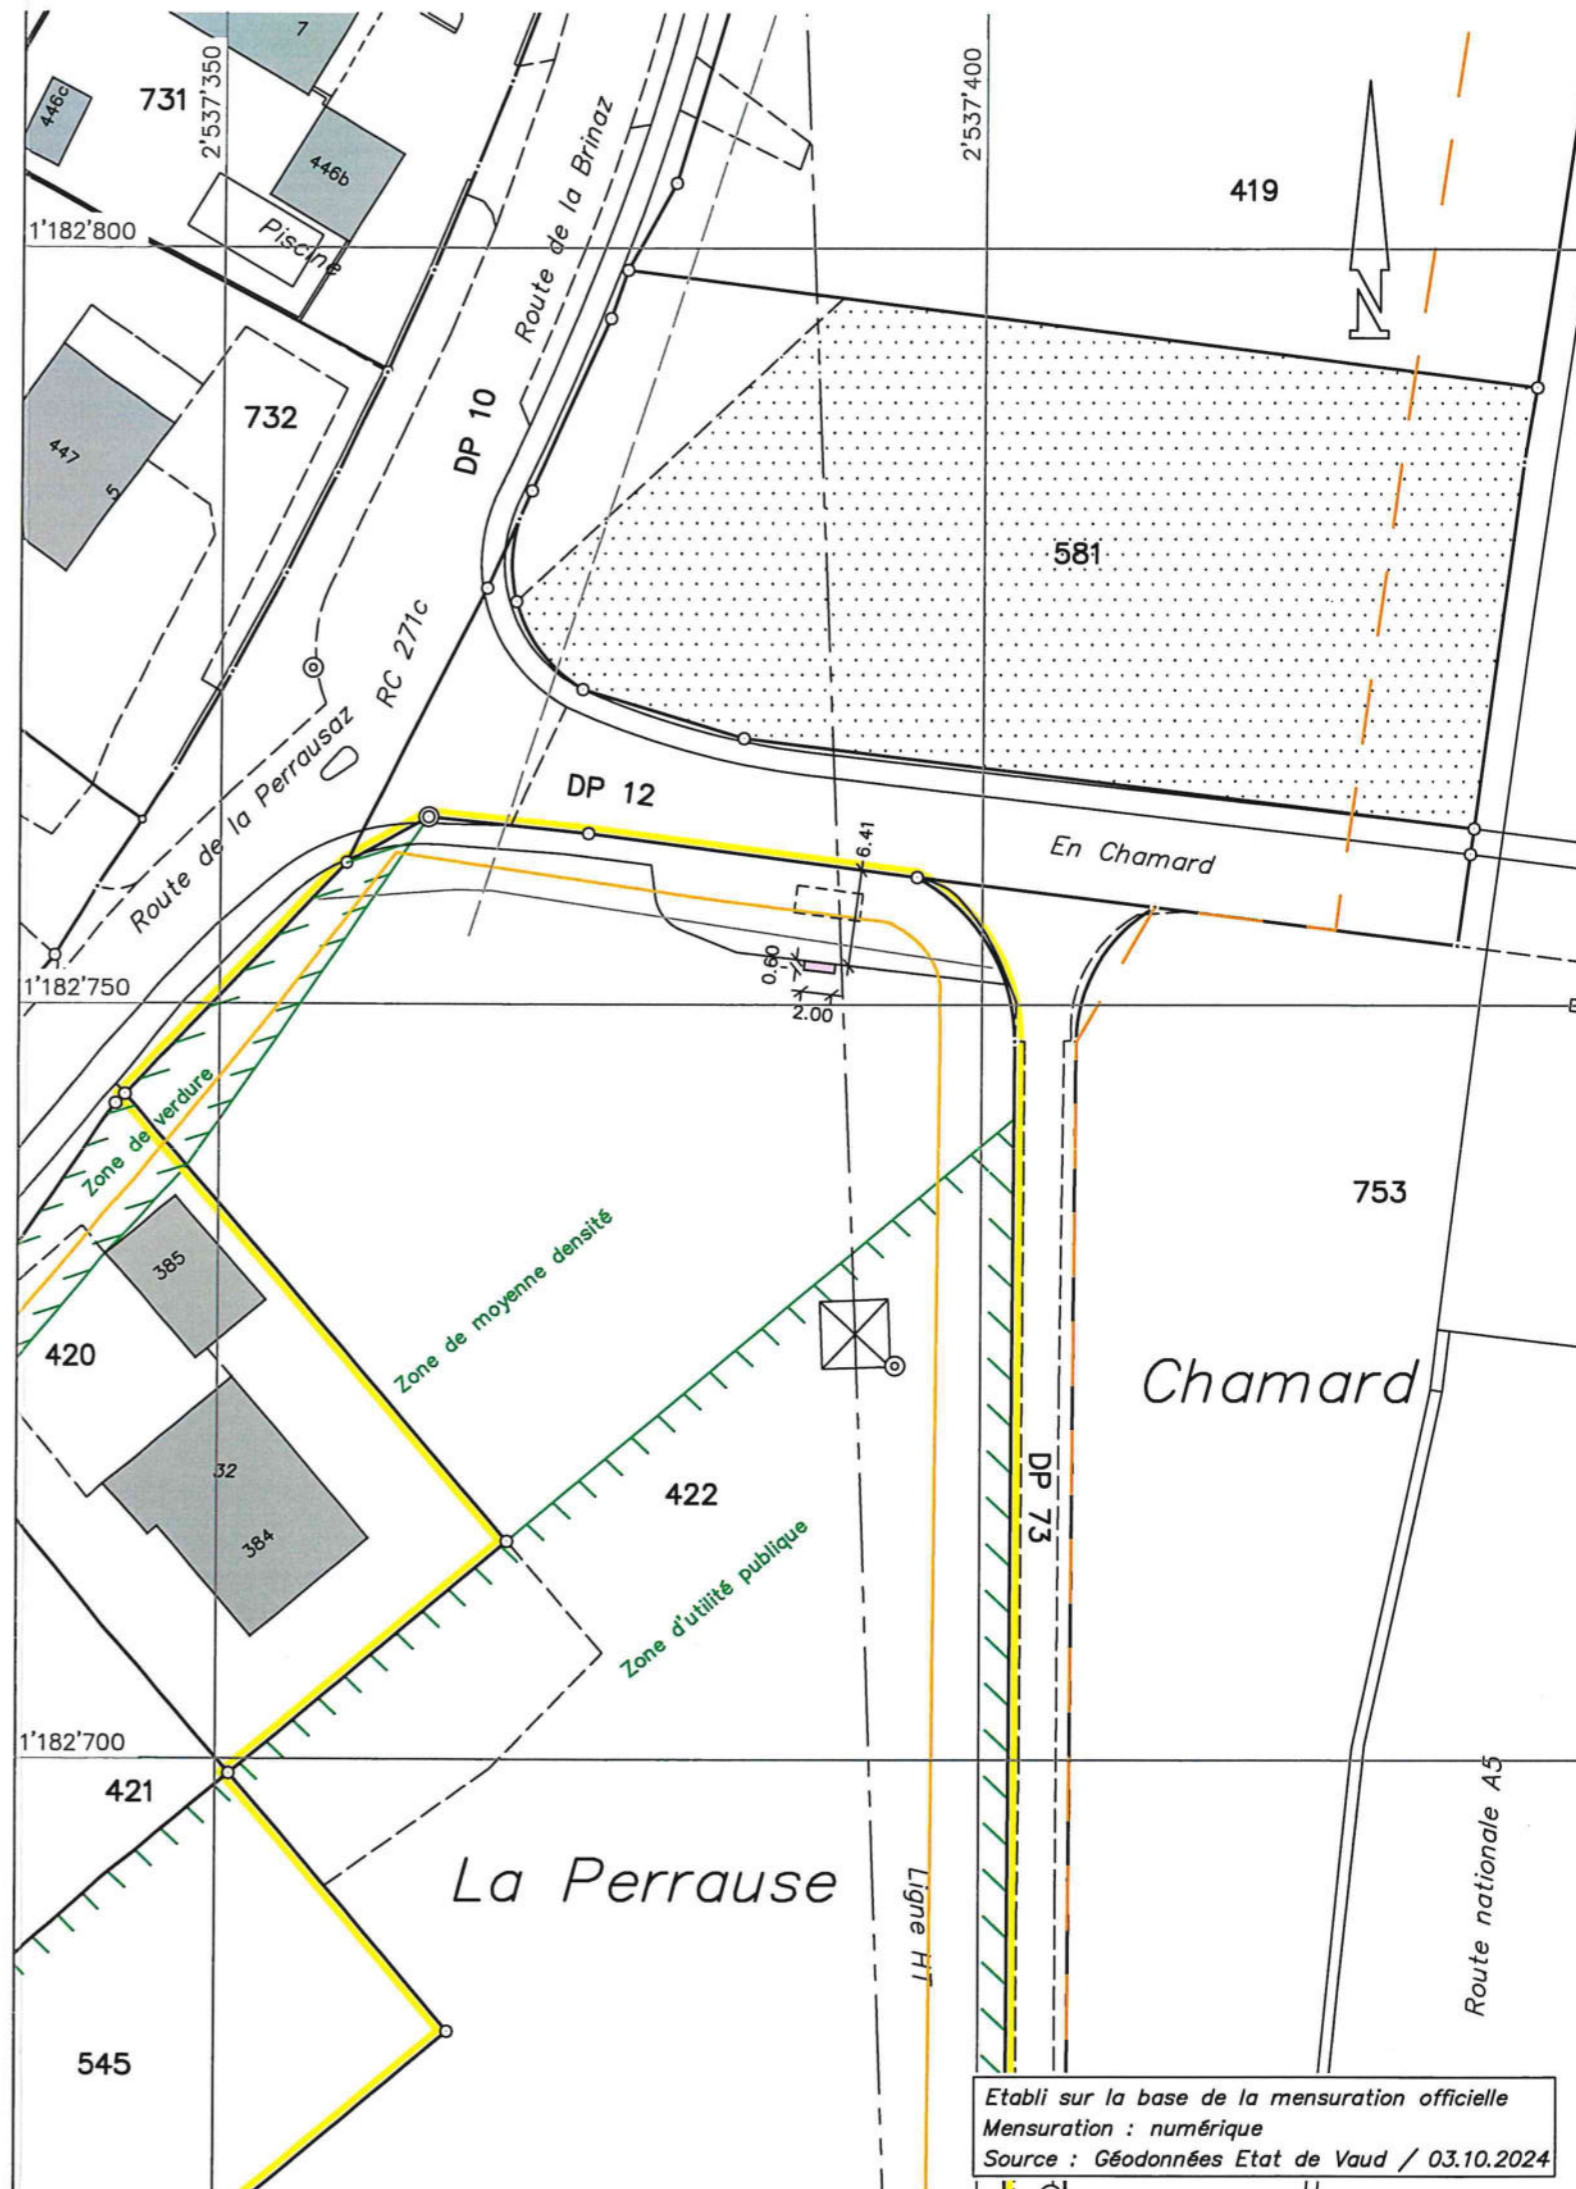 7
446c
731
2'537'350
2'537'400
446b
Route de la Brinaz
419
1'182'800
Piscine
N
732
DP 10
447
5
581
RC 271c
Route de la Perrausaz
DP 12
6.41
En Chamard
0.60
1'182'750
2.00
Zone de verdure
753
Zone de moyenne densité
385
420
Chamard
32
384
422
DP 73
Zone d'utilité publique
1'182'700
421
La Perrause
Ligne HT
Route nationale A5
545
Etabli sur la base de la mensuration officielle
Mensuration : numérique
Source : Géodonnées Etat de Vaud / 03.10.2024